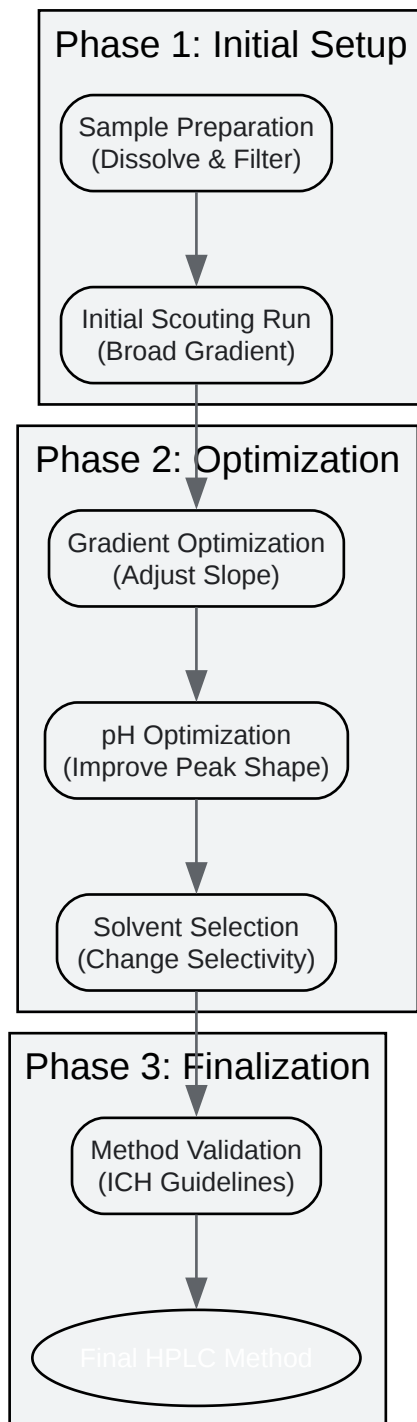 Phase 1: Initial Setup
Sample Preparation
(Dissolve & Filter)
Initial Scouting Run
(Broad Gradient)
Phase 2: Optimization
Gradient Optimization
(Adjust Slope)
pH Optimization
(Improve Peak Shape)
Solvent Selection
(Change Selectivity)
Phase 3: Finalization
Method Validation
(ICH Guidelines)
Final HPLC Method